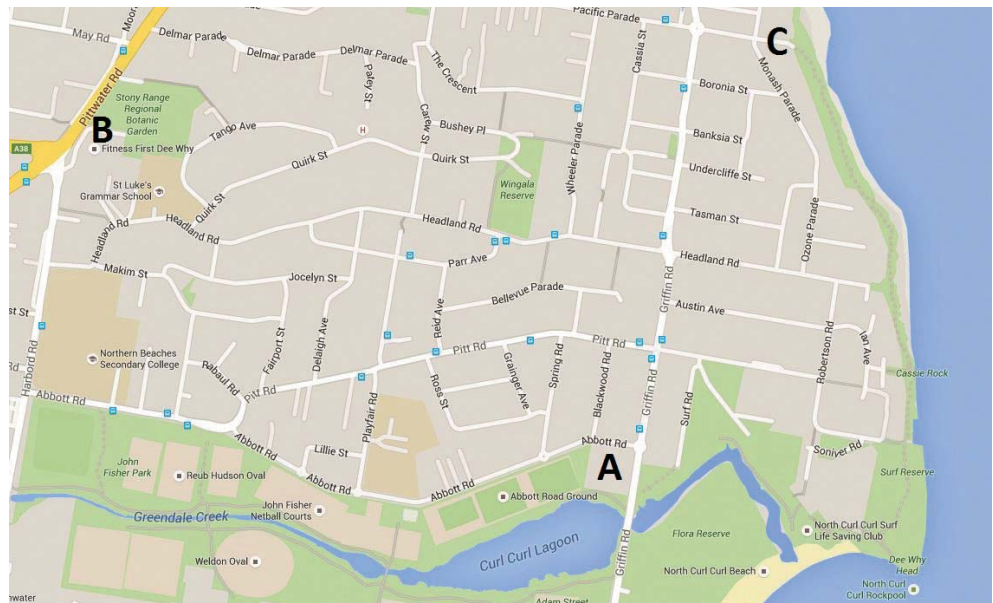 Pacific Parade
May Rd
Moor
Delmar Parade
Delmar Parade
Delmar Parade
Paley St
The Crescent
Cassia St
C
Monash Parade
Boronia St
Pittwater Rd
Stony Range
Regional
Botanic
Garden
B
A38
Fitness First Dee Why
Tango Ave
H
Carew St
Bushey Pl
Quirk St
Quirk St
Wheeler Parade
Banksia St
Undercliffe St
St Luke's
Grammar School
Quirk St
Wingala
Reserve
Tasman St
Ozone Parade
Headland Rd
Headland Rd
Headland Rd
Headland Rd
Parr Ave
Makim St
Jocelyn St
Griffin Rd
Bellevue Parade
Austin Ave
est St
Reid Ave
Delaigh Ave
Fairport St
Harbord Rd
Northern Beaches
Secondary College
Rabaul Rd
Pitt Rd
Pitt Rd
Pitt Rd
Ross St
Grainger Ave
Spring Rd
Blackwood Rd
Griffin Rd
Surf Rd
Robertson Rd
Ian Ave
Cassie Rock
Abbott Rd
Playfair Rd
Abbott Rd
Lillie St
Abbott Rd
A
Soniver Rd
John
Fisher Park
Reub Hudson Oval
Abbott Rd
Abbott Rd
Surf Reserve
Abbott Road Ground
John Fisher
Netball Courts
Greendale Creek
Flora Reserve
North Curl Curl Surf
Life Saving Club
Weldon Oval
Curl Curl Lagoon
Griffin Rd
North Curl Curl Beach
Dee Why
Head
North Curl
Curl Rockpool
hwater
Adam Street